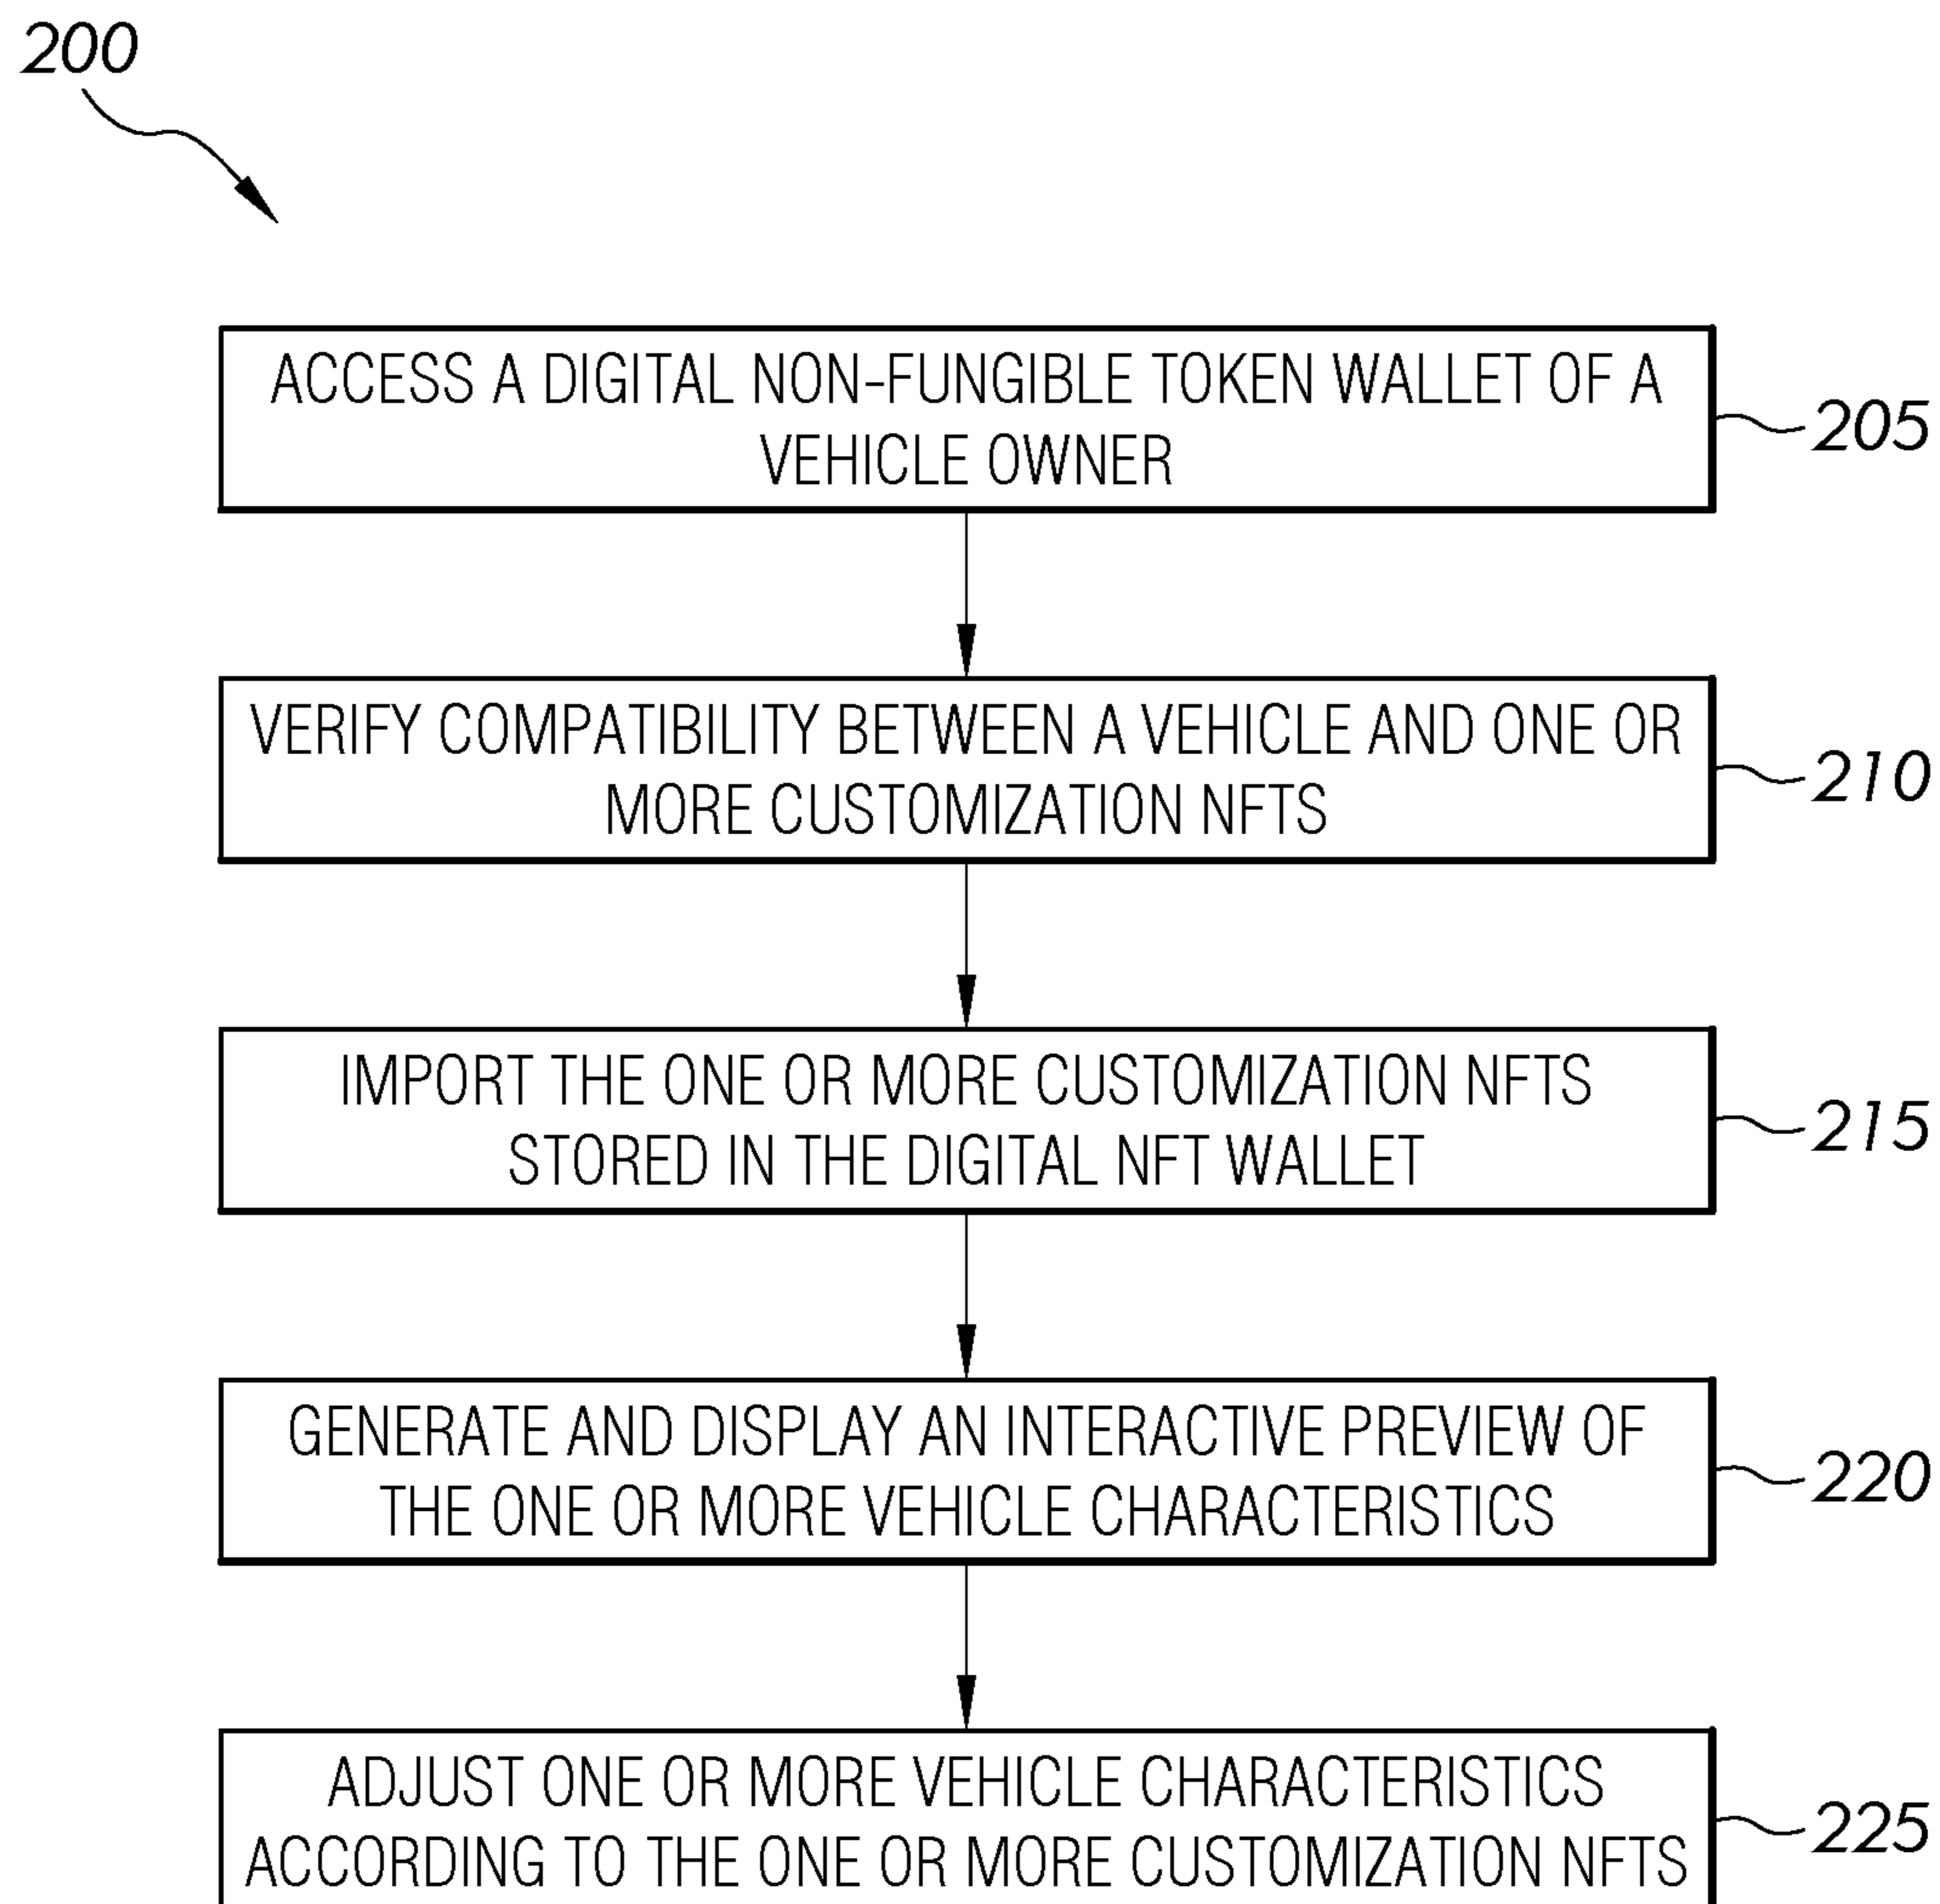 200
ACCESS A DIGITAL NON-FUNGIBLE TOKEN WALLET OF A
VEHICLE OWNER
205
VERIFY COMPATIBILITY BETWEEN A VEHICLE AND ONE OR
MORE CUSTOMIZATION NFTS
210
IMPORT THE ONE OR MORE CUSTOMIZATION NFTS
STORED IN THE DIGITAL NFT WALLET
215
GENERATE AND DISPLAY AN INTERACTIVE PREVIEW OF
THE ONE OR MORE VEHICLE CHARACTERISTICS
220
ADJUST ONE OR MORE VEHICLE CHARACTERISTICS
ACCORDING TO THE ONE OR MORE CUSTOMIZATION NFTS
225